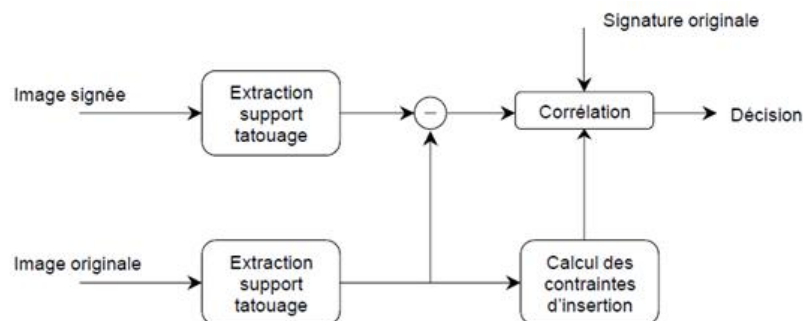 Signature originale
Image signée
Extraction
support
tatouage
−
Corrélation
Décision
Image originale
Extraction
support
tatouage
Calcul des
contraintes
d'insertion